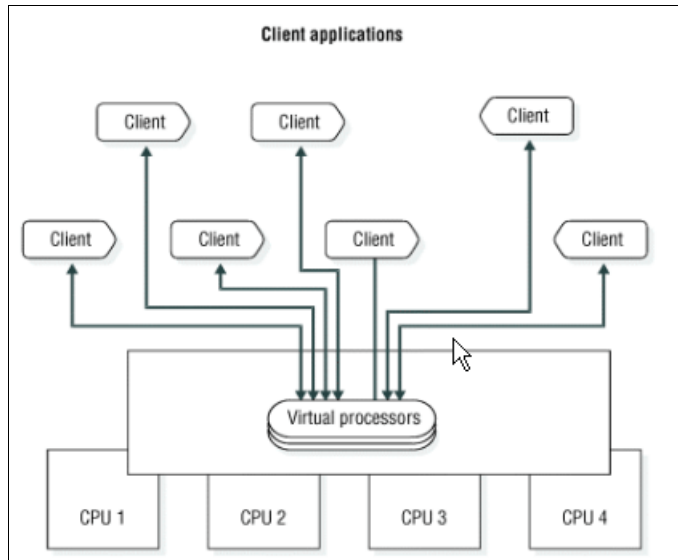 Client applications
Client
Client
Client
Client
Client
Client
Client
Virtual processors
CPU 1
CPU 2
CPU 3
CPU 4